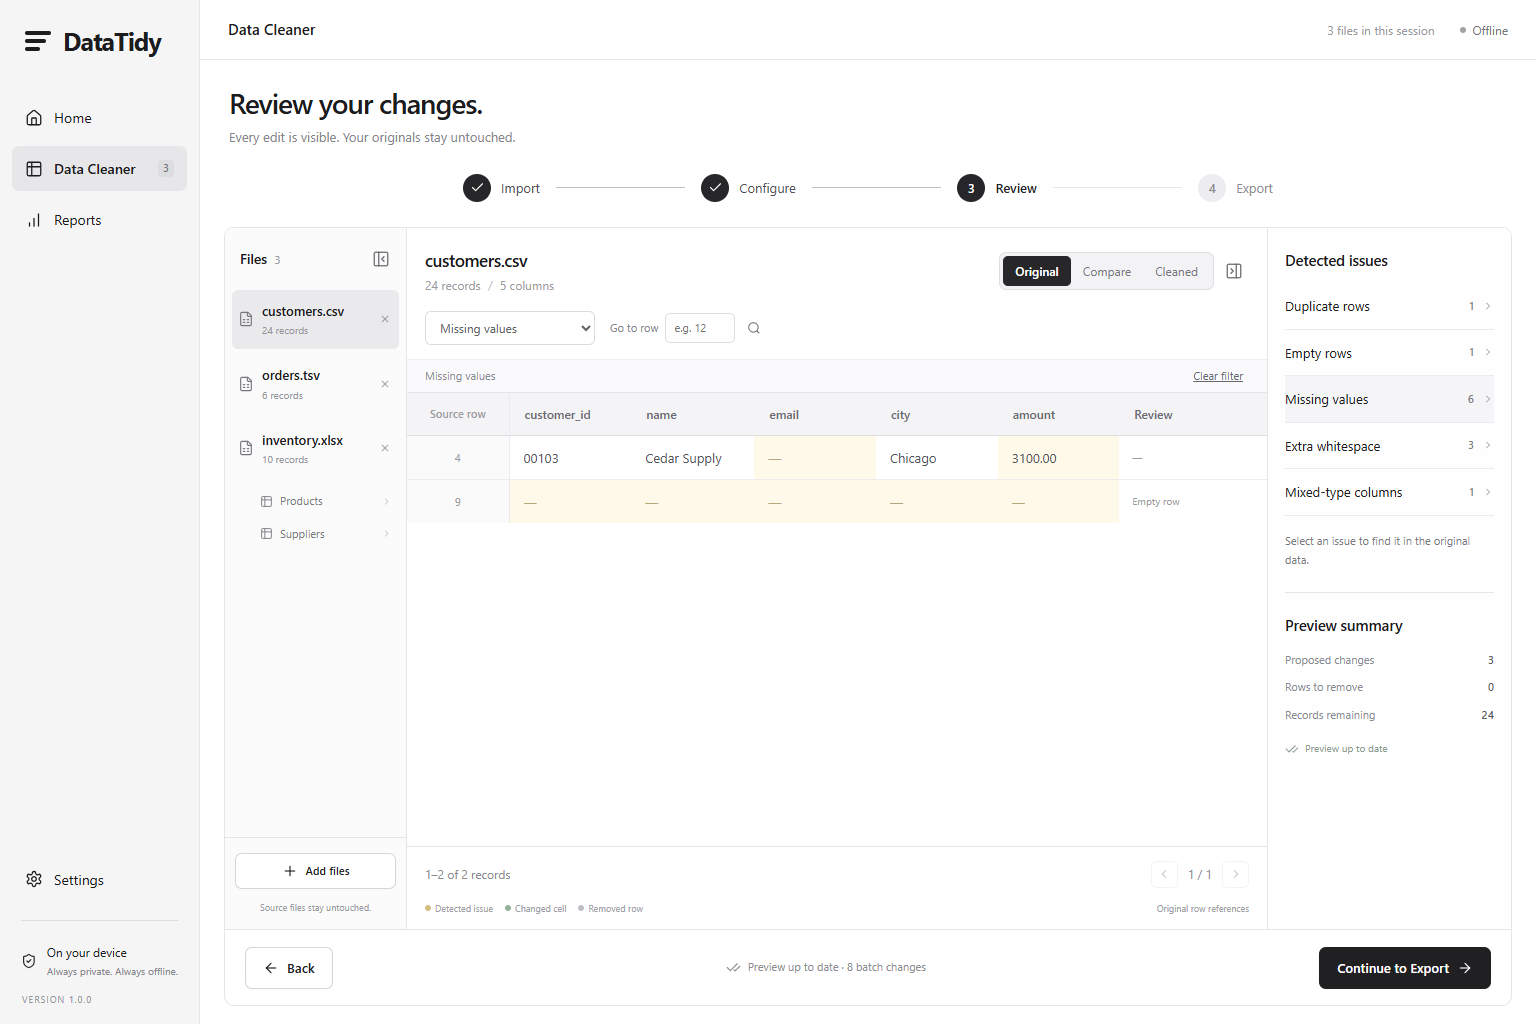 DataTidy
Home
Data Cleaner 3
Reports
Settings
On your device
Always private. Always offline.
VERSION 1.0.0
Data Cleaner
3 files in this session
Offline
Review your changes.
Every edit is visible. Your originals stay untouched.
Import
Configure
3 Review
4 Export
Files 3
customers.csv
24 records
orders.tsv
6 records
inventory.xlsx
10 records
Products
Suppliers
Add files
Source files stay untouched.
customers.csv
24 records / 5 columns
Original Compare Cleaned
Missing values
Go to row
e.g. 12
Missing values
Clear filter
Source row customer_id name email city amount Review
4 00103 Cedar Supply — Chicago 3100.00 —
9 — — — — — Empty row
1–2 of 2 records
1 / 1
Detected issue Changed cell Removed row
Original row references
Detected issues
Duplicate rows 1
Empty rows 1
Missing values 6
Extra whitespace 3
Mixed-type columns 1
Select an issue to find it in the original
data.
Preview summary
Proposed changes 3
Rows to remove 0
Records remaining 24
Preview up to date
Back
Preview up to date · 8 batch changes
Continue to Export